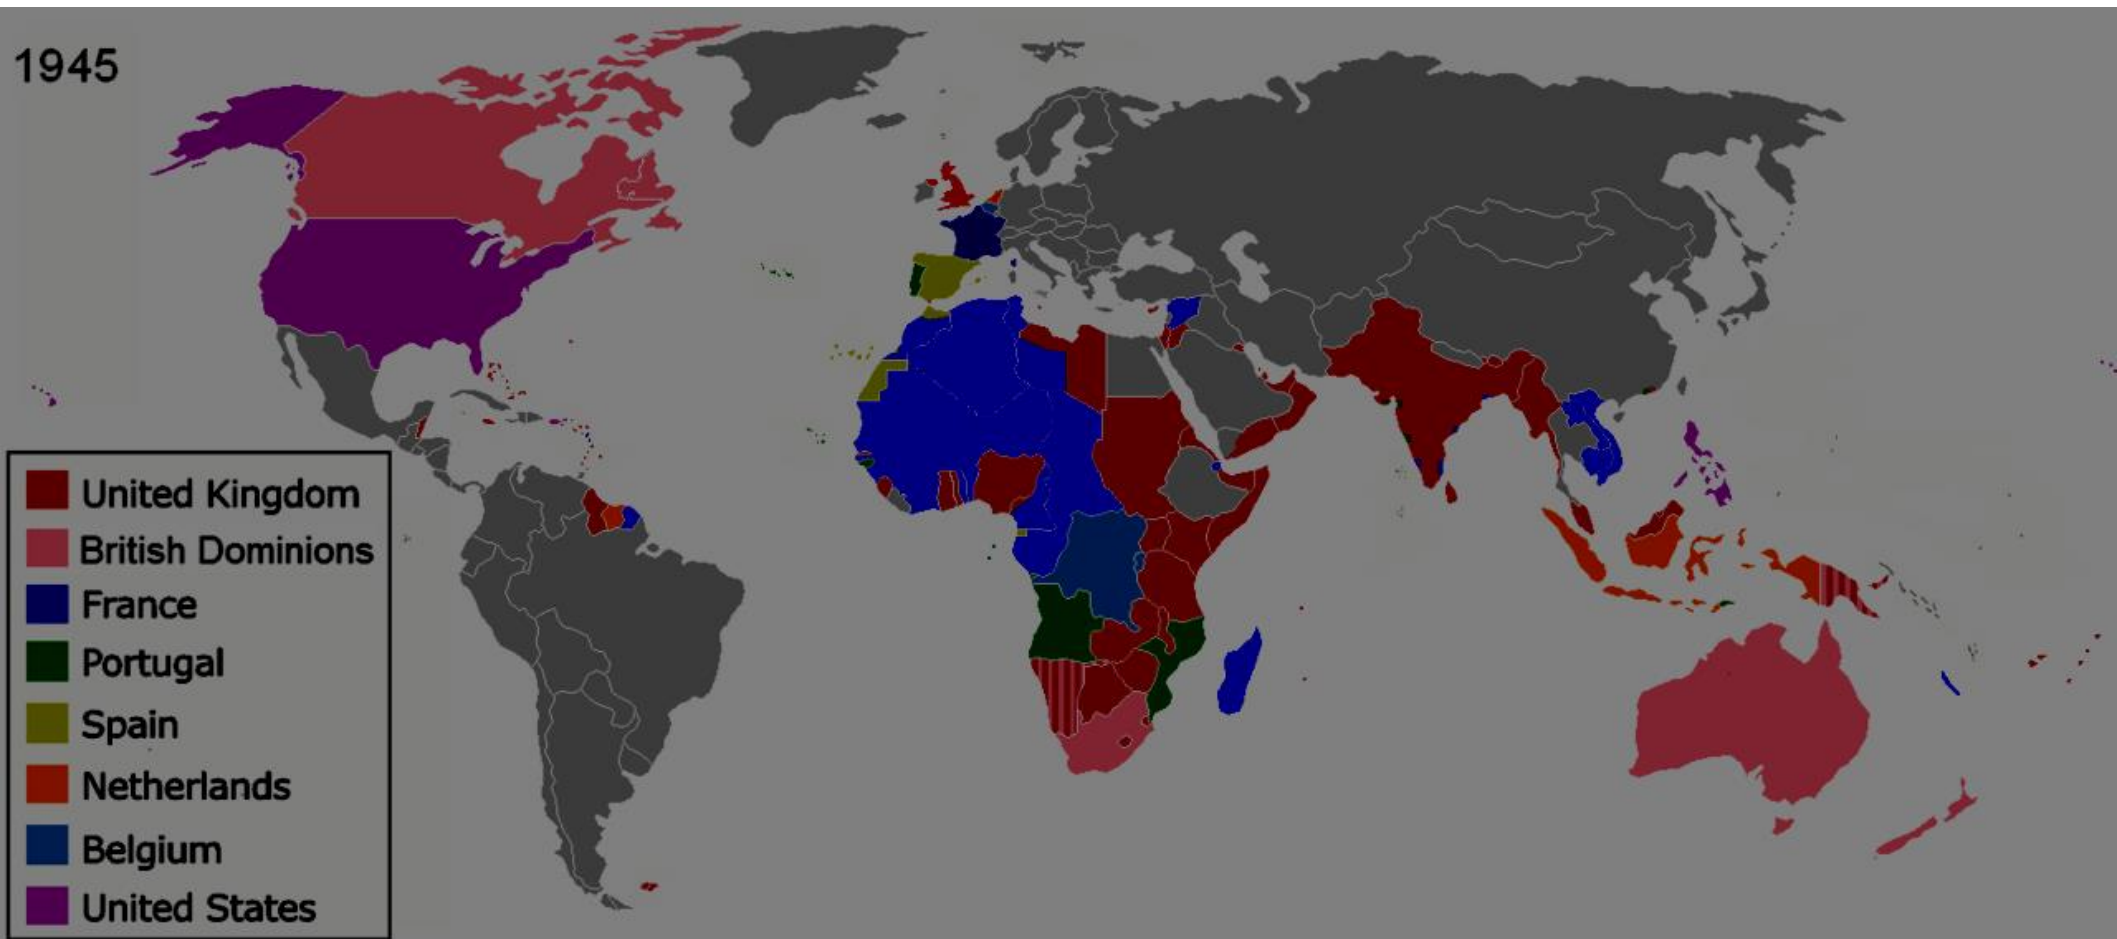 1945
United Kingdom
British Dominions
France
Portugal
Spain
Netherlands
Belgium
United States